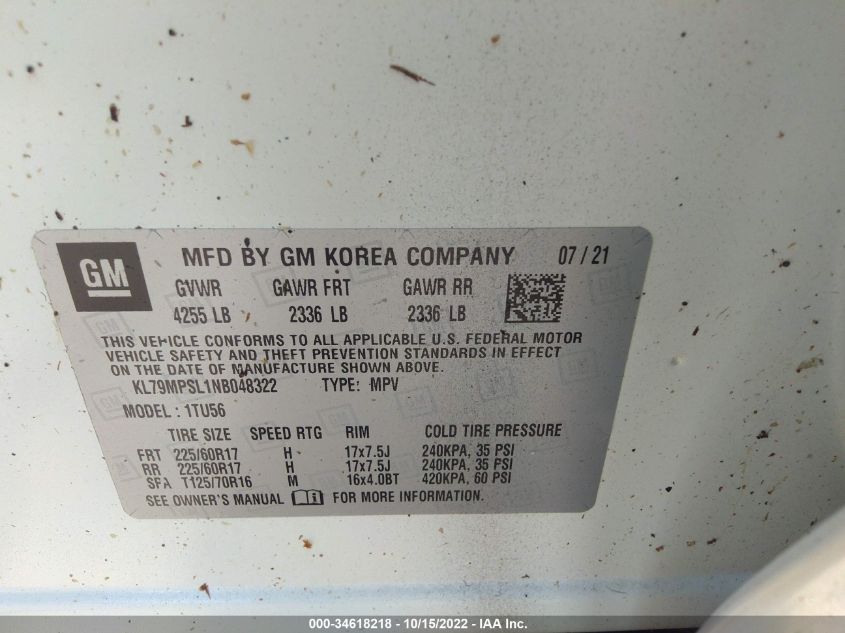 GM
MFD BY GM KOREA COMPANY 07/21
GVWR GAWR FRT GAWR RR
4255 LB 2336 LB 2336 LB
THIS VEHICLE CONFORMS TO ALL APPLICABLE U.S. FEDERAL MOTOR
VEHICLE SAFETY AND THEFT PREVENTION STANDARDS IN EFFECT
ON THE DATE OF MANUFACTURE SHOWN ABOVE.
KL79MPSL1NB048322 TYPE: MPV
MODEL : 1TU56
TIRE SIZE SPEED RTG RIM COLD TIRE PRESSURE
FRT 225/60R17 H 17x7.5J 240KPA, 35 PSI
RR 225/60R17 H 17x7.5J 240KPA, 35 PSI
SFA T125/70R16 M 16x4.0BT 420KPA, 60 PSI
SEE OWNER'S MANUAL FOR MORE INFORMATION.
000-34618218 - 10/15/2022 - IAA Inc.